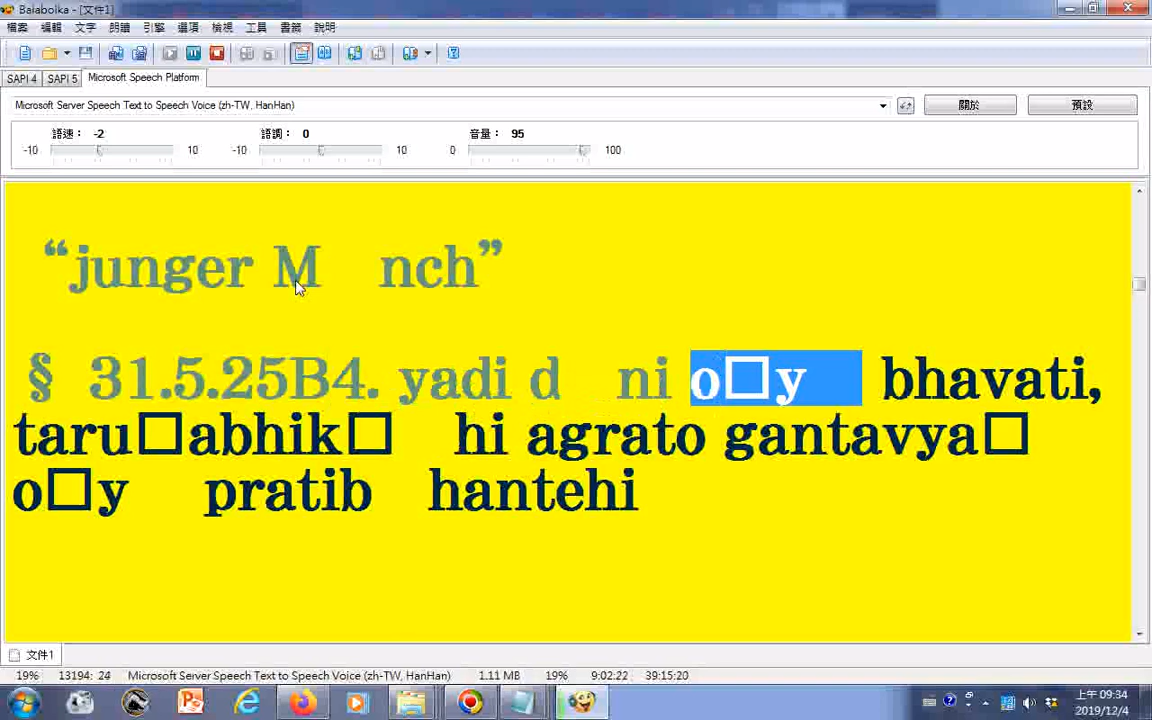 Balabolka - [文件1]
檔案 編輯 文字 朗讀 引擎 選項 檢視 工具 書籤 說明
SAPI 4 SAPI 5 Microsoft Speech Platform
Microsoft Server Speech Text to Speech Voice (zh-TW, HanHan) 關於 預設
語速： -2 語調： 0 音量： 95
-10 10 -10 10 0 100
“junger M nch”
§ 31.5.25B4. yadi d ni o□y bhavati,
taru□abhik□ hi agrato gantavya□
o□y pratib hantehi
文件1
19% 13194: 24 Microsoft Server Speech Text to Speech Voice (zh-TW, HanHan) 1.11 MB 19% 9:02:22 39:15:20
上午 09:34
2019/12/4